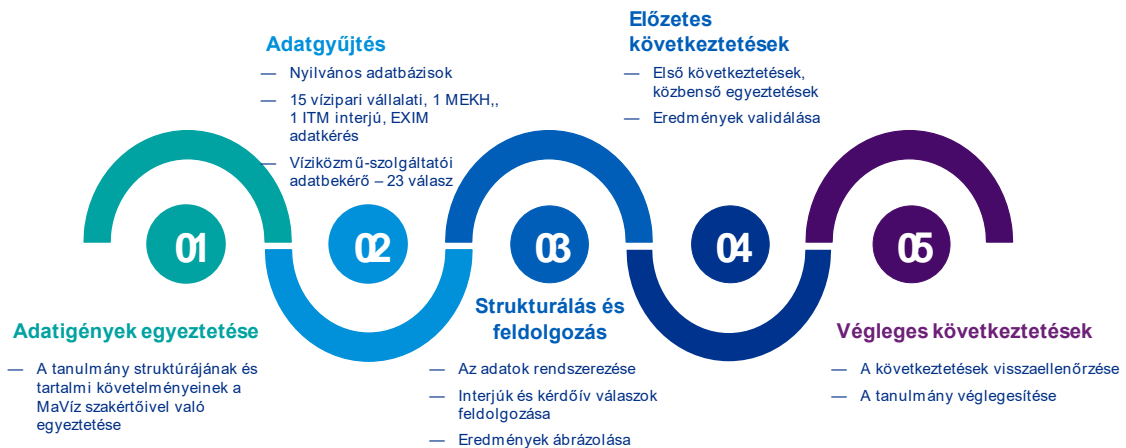 01
Adatigények egyeztetése
— A tanulmány struktúrájának és
tartalmi követelményeinek a
MaVíz szakértőivel való
egyeztetése
Adatgyűjtés
— Nyilvános adatbázisok
— 15 vízipari vállalati, 1 MEKH,,
1 ITM interjú, EXIM
adatkérés
— Víziközmű-szolgáltatói
adatbekérő – 23 válasz
02
03
Strukturálás és
feldolgozás
— Az adatok rendszerezése
— Interjúk és kérdőív válaszok
feldolgozása
— Eredmények ábrázolása
Előzetes
következtetések
— Első következtetések,
közbenső egyeztetések
— Eredmények validálása
04
05
Végleges következtetések
— A következtetések visszaellenőrzése
— A tanulmány véglegesítése